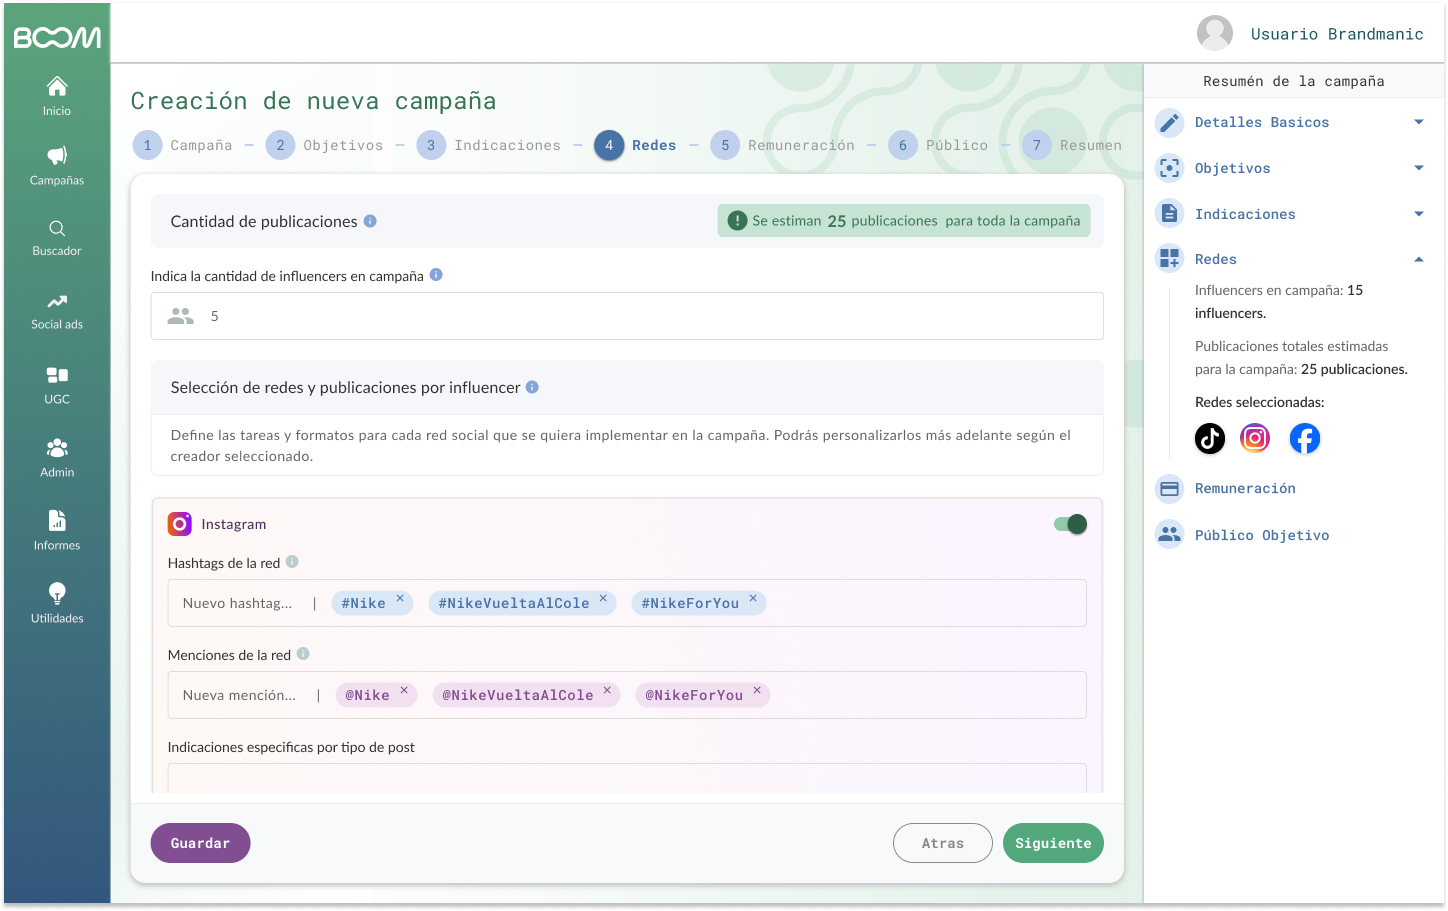 BOOM
Inicio
Campañas
Buscador
Social ads
UGC
Admin
Informes
Utilidades
Usuario Brandmanic
Creación de nueva campaña
1 Campaña
2 Objetivos
3 Indicaciones
4 Redes
5 Remuneración
6 Público
7 Resumen
Cantidad de publicaciones
Se estiman 25 publicaciones para toda la campaña
Indica la cantidad de influencers en campaña
5
Selección de redes y publicaciones por influencer
Define las tareas y formatos para cada red social que se quiera implementar en la campaña. Podrás personalizarlos más adelante según el
creador seleccionado.
Instagram
Hashtags de la red
Nuevo hashtag... | #Nike × #NikeVueltaAlCole × #NikeForYou ×
Menciones de la red
Nueva mención... | @Nike × @NikeVueltaAlCole × @NikeForYou ×
Indicaciones especificas por tipo de post
Guardar
Atras
Siguiente
Resumén de la campaña
Detalles Basicos
Objetivos
Indicaciones
Redes
Influencers en campaña: 15
influencers.
Publicaciones totales estimadas
para la campaña: 25 publicaciones.
Redes seleccionadas:
Remuneración
Público Objetivo